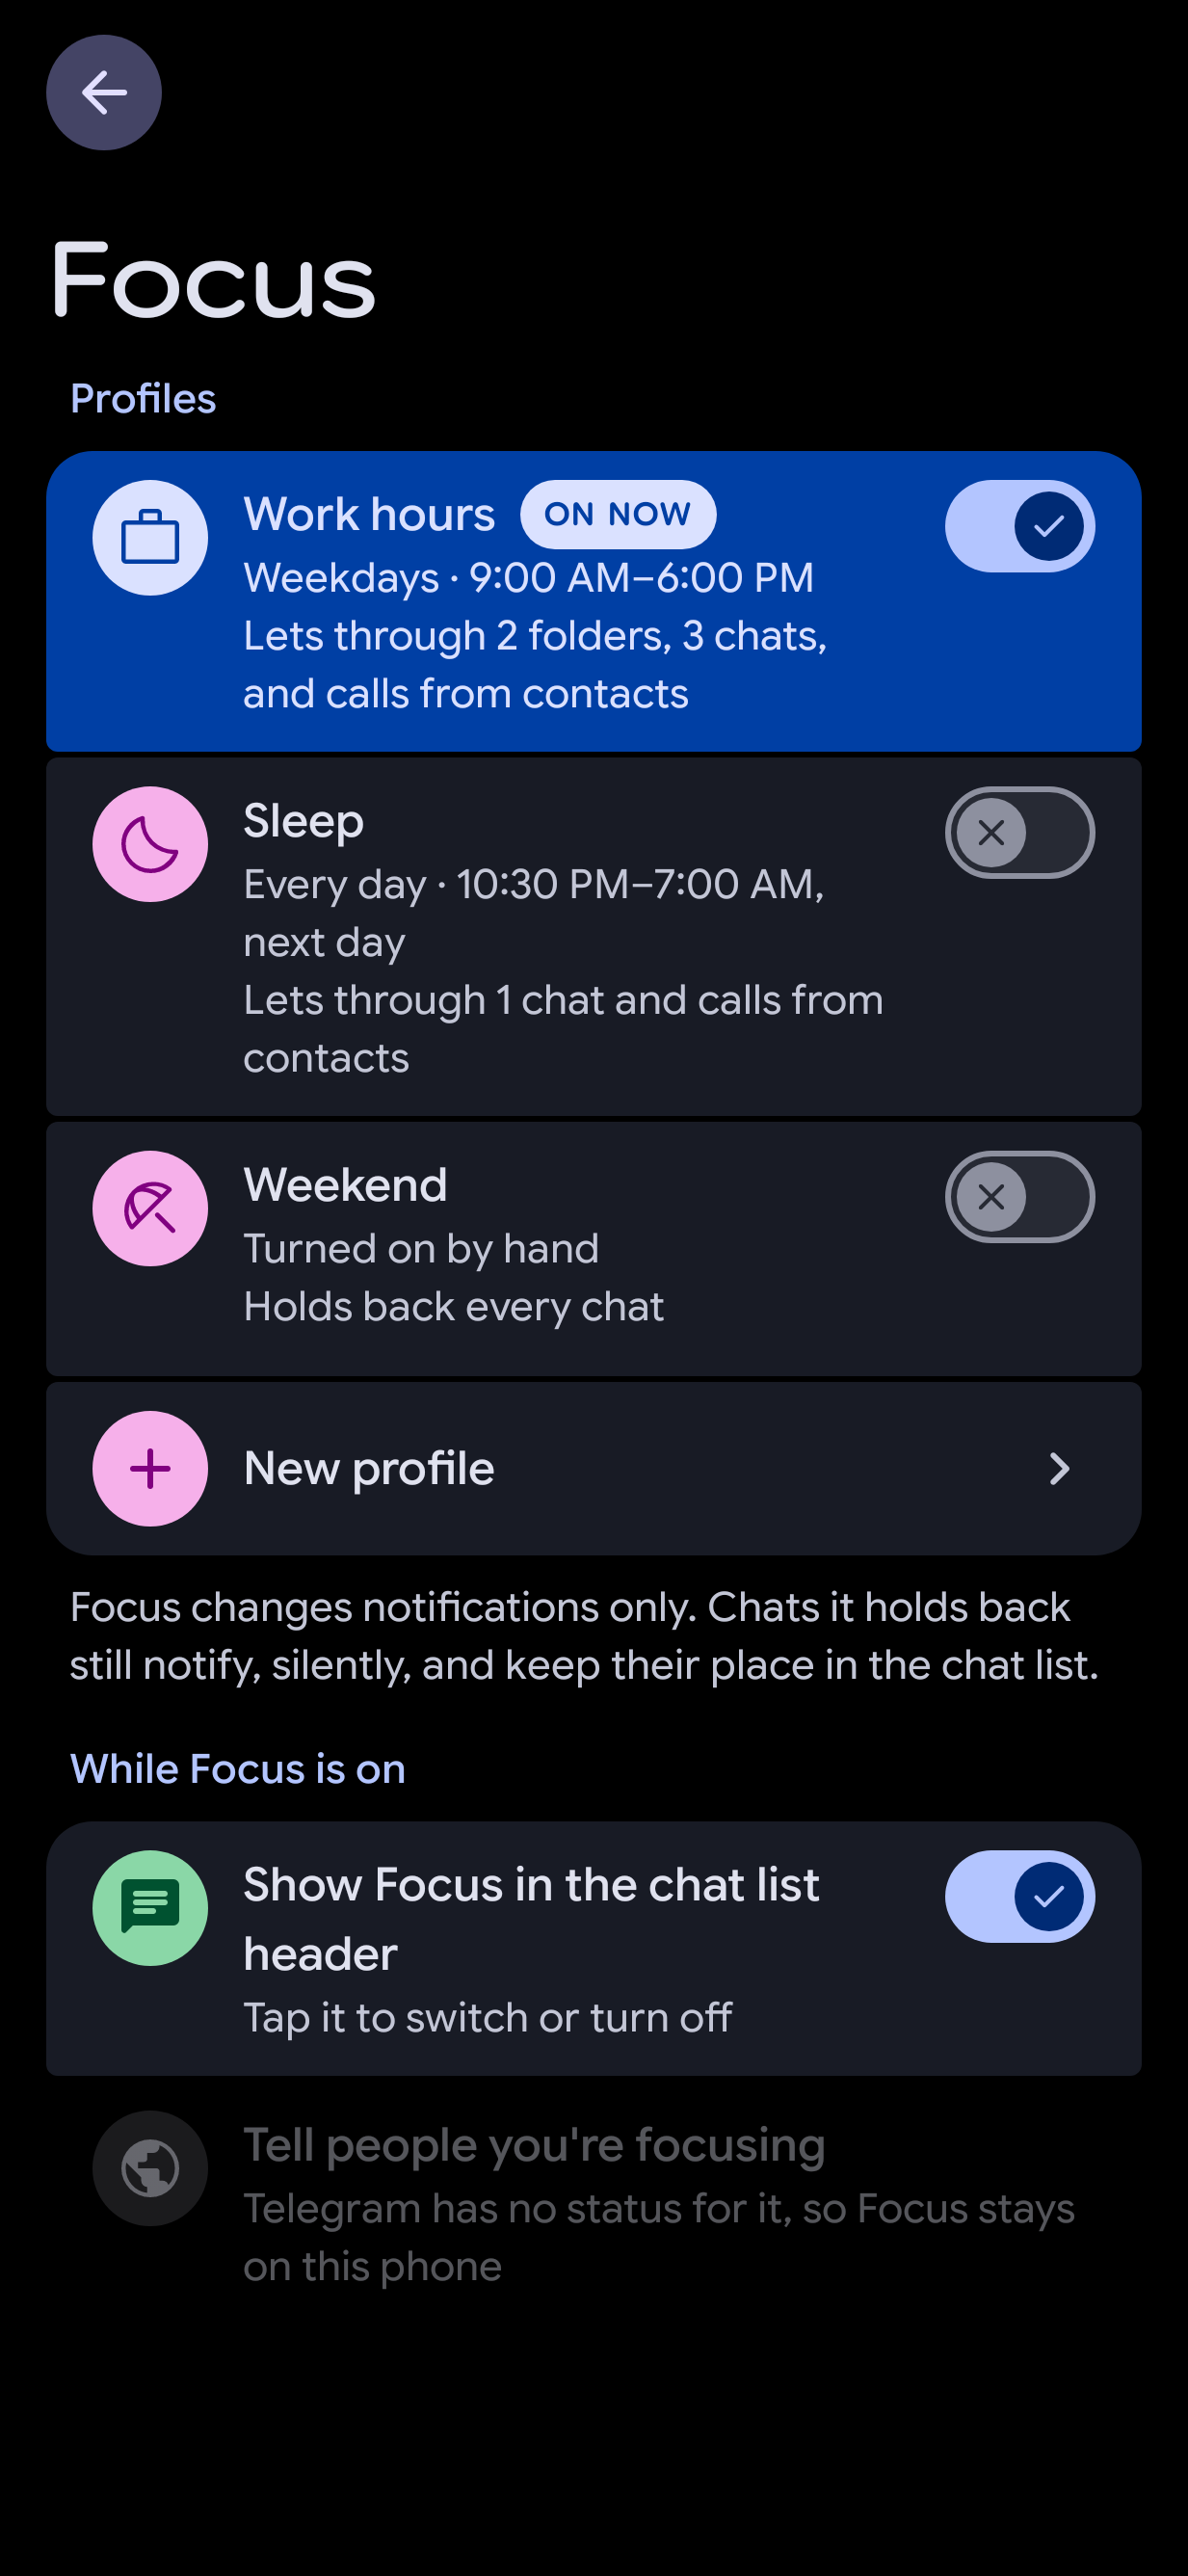 Focus
Profiles
Work hours ON NOW
Weekdays · 9:00 AM–6:00 PM
Lets through 2 folders, 3 chats,
and calls from contacts
Sleep
Every day · 10:30 PM–7:00 AM,
next day
Lets through 1 chat and calls from
contacts
Weekend
Turned on by hand
Holds back every chat
New profile
Focus changes notifications only. Chats it holds back
still notify, silently, and keep their place in the chat list.
While Focus is on
Show Focus in the chat list
header
Tap it to switch or turn off
Tell people you're focusing
Telegram has no status for it, so Focus stays
on this phone